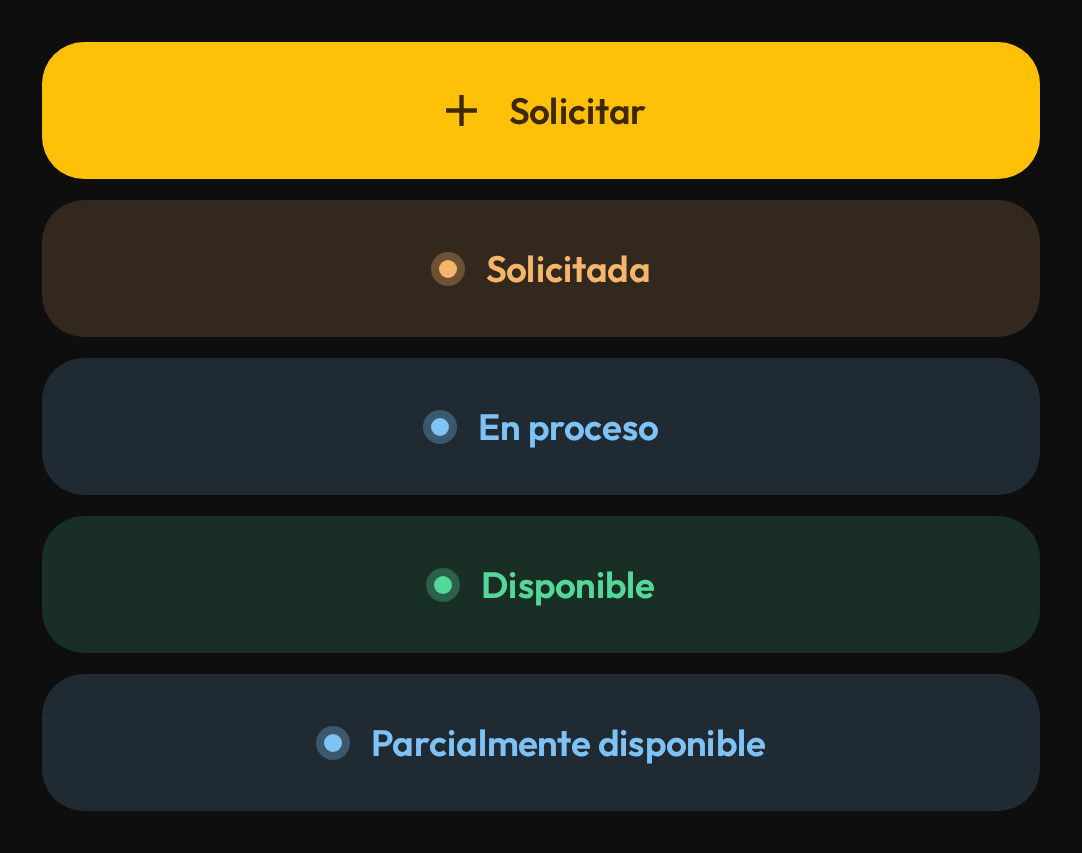 + Solicitar
Solicitada
En proceso
Disponible
Parcialmente disponible